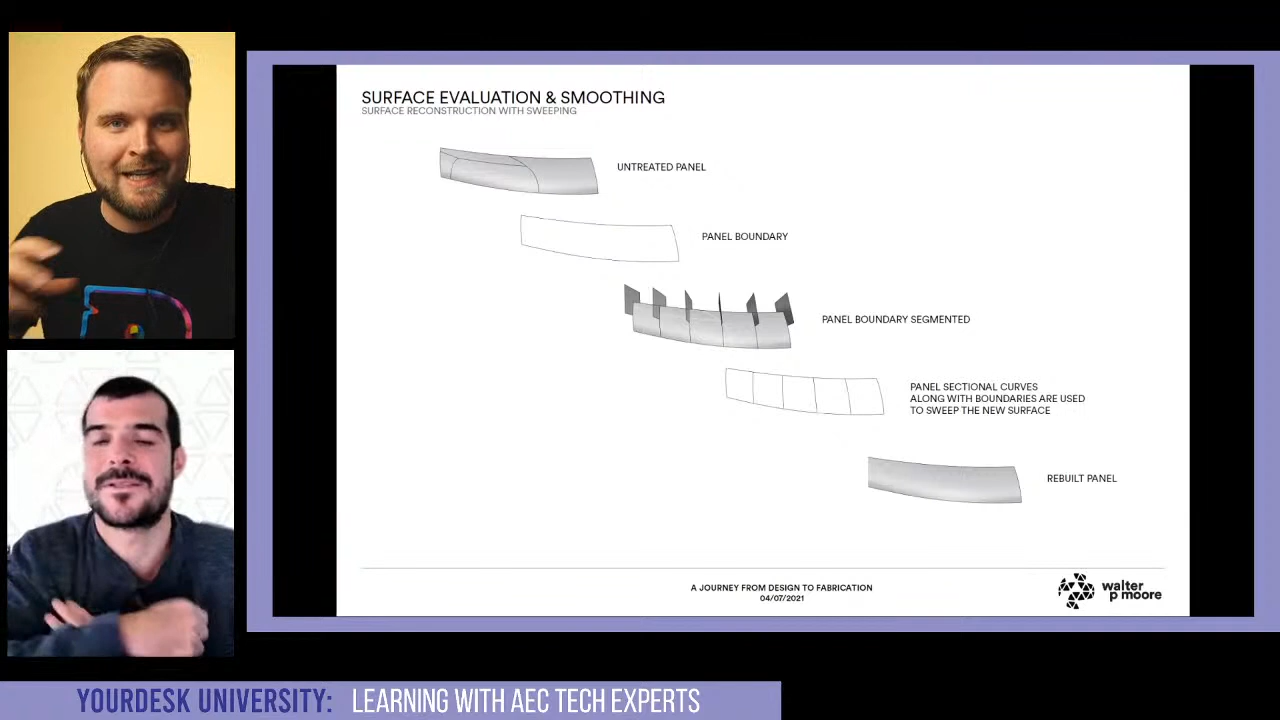 SURFACE EVALUATION & SMOOTHING
SURFACE RECONSTRUCTION WITH SWEEPING
UNTREATED PANEL
PANEL BOUNDARY
PANEL BOUNDARY SEGMENTED
PANEL SECTIONAL CURVES
ALONG WITH BOUNDARIES ARE USED
TO SWEEP THE NEW SURFACE
REBUILT PANEL
A JOURNEY FROM DESIGN TO FABRICATION
04/07/2021
walter
p moore
YOURDESK UNIVERSITY: LEARNING WITH AEC TECH EXPERTS